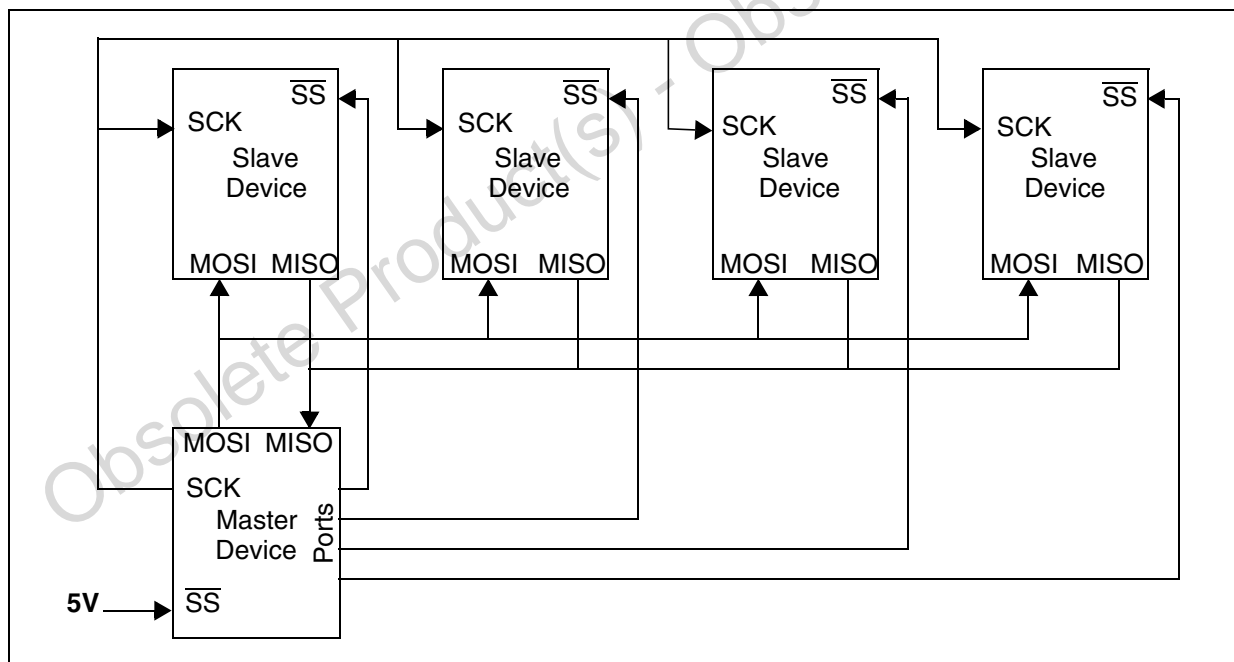 Obsolete Product(s) - Obs
SS
SCK
Slave
Device
MOSI MISO
SS
SCK
Slave
Device
MOSI MISO
SS
SCK
Slave
Device
MOSI MISO
SS
SCK
Slave
Device
MOSI MISO
MOSI MISO
SCK
Master
Device
Ports
5V
SS